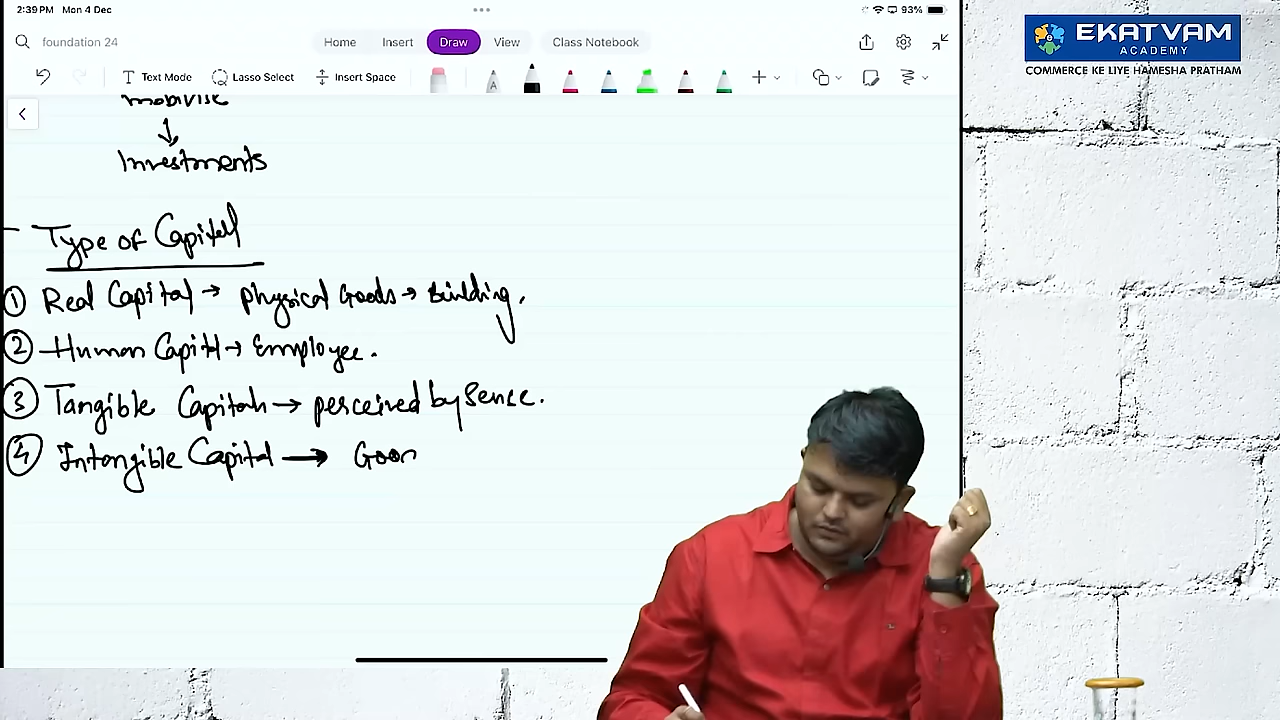 2:39 PM Mon 4 Dec
93%
foundation 24
Home Insert Draw View Class Notebook
Text Mode Lasso Select Insert Space
EKATVAM
ACADEMY
COMMERCE KE LIYE HAMESHA PRATHAM
Investments
Type of Capital
① Real Capital → Physical Goods → Building,
② Human Capital → Employee.
③ Tangible Capital → perceived by Sense.
④ Intangible Capital → Goo